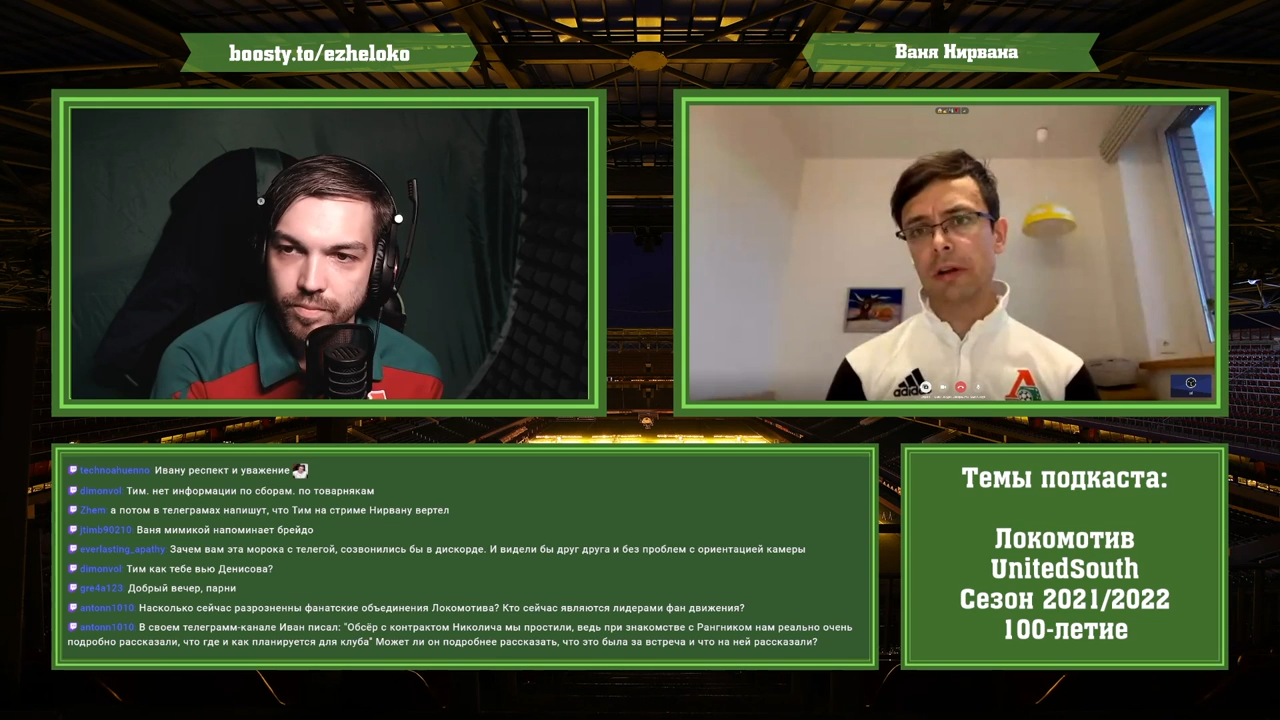 boosty.to/ezheloko
Ваня Нирвана
adidas
technoahuenno: Ивану респект и уважение
dimonvol: Тим. нет информации по сборам. по товарнякам
Zhem: а потом в телеграмах напишут, что Тим на стриме Нирвану вертел
jtimb90210: Ваня мимикой напоминает брейдо
everlasting_apathy: Зачем вам эта морока с телегой, созвонились бы в дискорде. И видели бы друг друга и без проблем с ориентацией камеры
dimonvol: Тим как тебе вью Денисова?
gre4a123: Добрый вечер, парни
antonn1010: Насколько сейчас разрозненны фанатские объединения Локомотива? Кто сейчас являются лидерами фан движения?
antonn1010: В своем телеграмм-канале Иван писал: "Обсёр с контрактом Николича мы простили, ведь при знакомстве с Рангником нам реально очень
подробно рассказали, что где и как планируется для клуба" Может ли он подробнее рассказать, что это была за встреча и что на ней рассказали?
Темы подкаста:
Локомотив
UnitedSouth
Сезон 2021/2022
100-летие